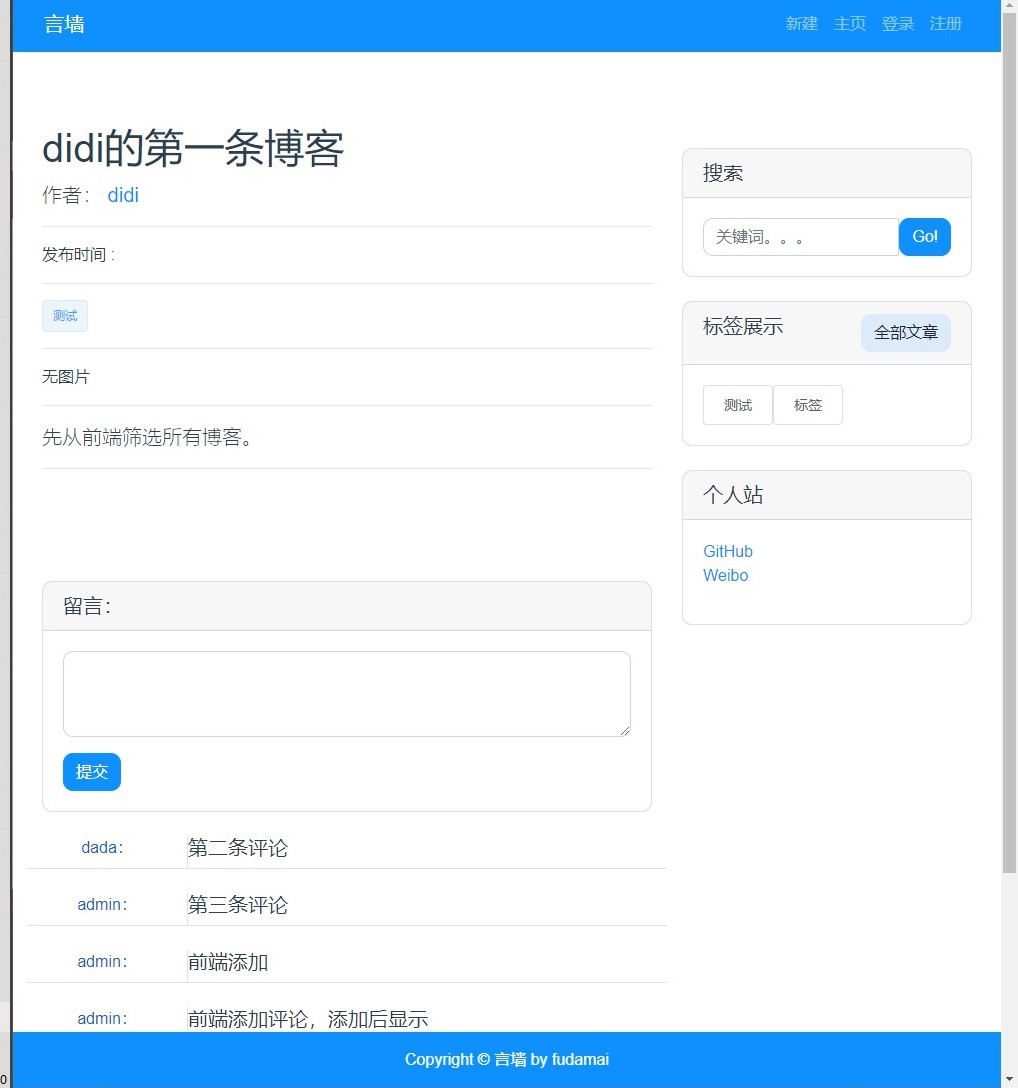 言墙
新建 主页 登录 注册
didi的第一条博客
作者： didi
发布时间 :
测试
无图片
先从前端筛选所有博客。
搜索
关键词。。。 Go!
标签展示 全部文章
测试 标签
个人站
GitHub
Weibo
留言：
提交
dada： 第二条评论
admin： 第三条评论
admin： 前端添加
admin： 前端添加评论，添加后显示
Copyright © 言墙 by fudamai
0